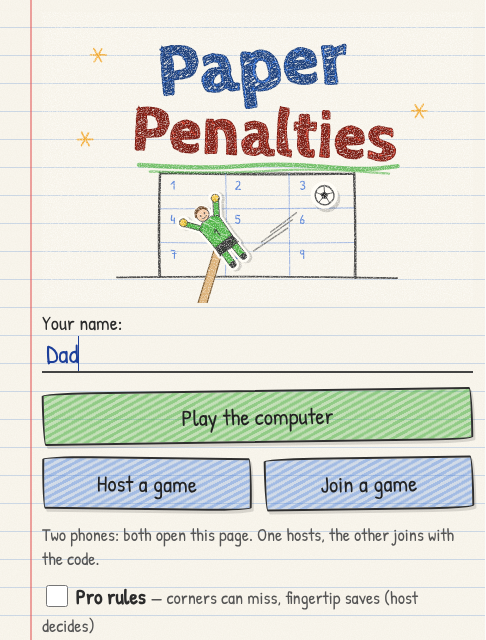 Paper
Penalties
1 2 3
4 5 6
7 9
Your name:
Dad
Play the computer
Host a game
Join a game
Two phones: both open this page. One hosts, the other joins with
the code.
Pro rules — corners can miss, fingertip saves (host
decides)